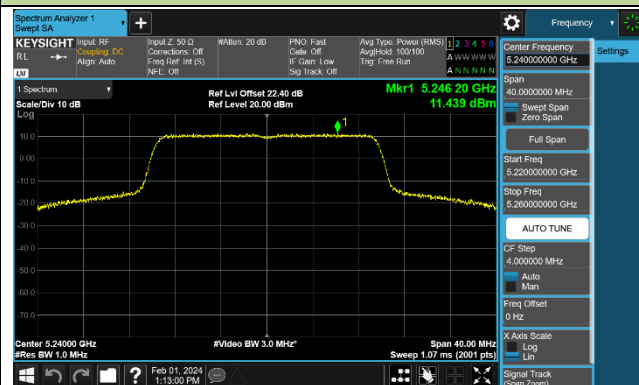 Spectrum Analyzer 1
Swept SA
Frequency
Settings
KEYSIGHT
RL
LXI
Input: RF
Coupling: DC
Align: Auto
Input Z: 50 Ω
Corrections: Off
Freq Ref: Int (S)
NFE: Off
#Atten: 20 dB
PNO: Fast
Gate: Off
IF Gain: Low
Sig Track: Off
Avg Type: Power (RMS)
Avg|Hold: 100/100
Trig: Free Run
1 2 3 4 5 6
A W W W W W
A N N N N N
1 Spectrum
Scale/Div 10 dB
Log
Ref Lvl Offset 22.40 dB
Ref Level 20.00 dBm
Mkr1 5.246 20 GHz
11.439 dBm
1
10.0
0.00
-10.0
-20.0
-30.0
-40.0
-50.0
-60.0
-70.0
Center 5.24000 GHz
#Res BW 1.0 MHz
#Video BW 3.0 MHz*
Span 40.00 MHz
Sweep 1.07 ms (2001 pts)
Feb 01, 2024
1:13:00 PM
Center Frequency
5.240000000 GHz
Span
40.0000000 MHz
Swept Span
Zero Span
Full Span
Start Freq
5.220000000 GHz
Stop Freq
5.260000000 GHz
AUTO TUNE
CF Step
4.000000 MHz
Auto
Man
Freq Offset
0 Hz
X Axis Scale
Log
Lin
Signal Track
(Span Zoom)